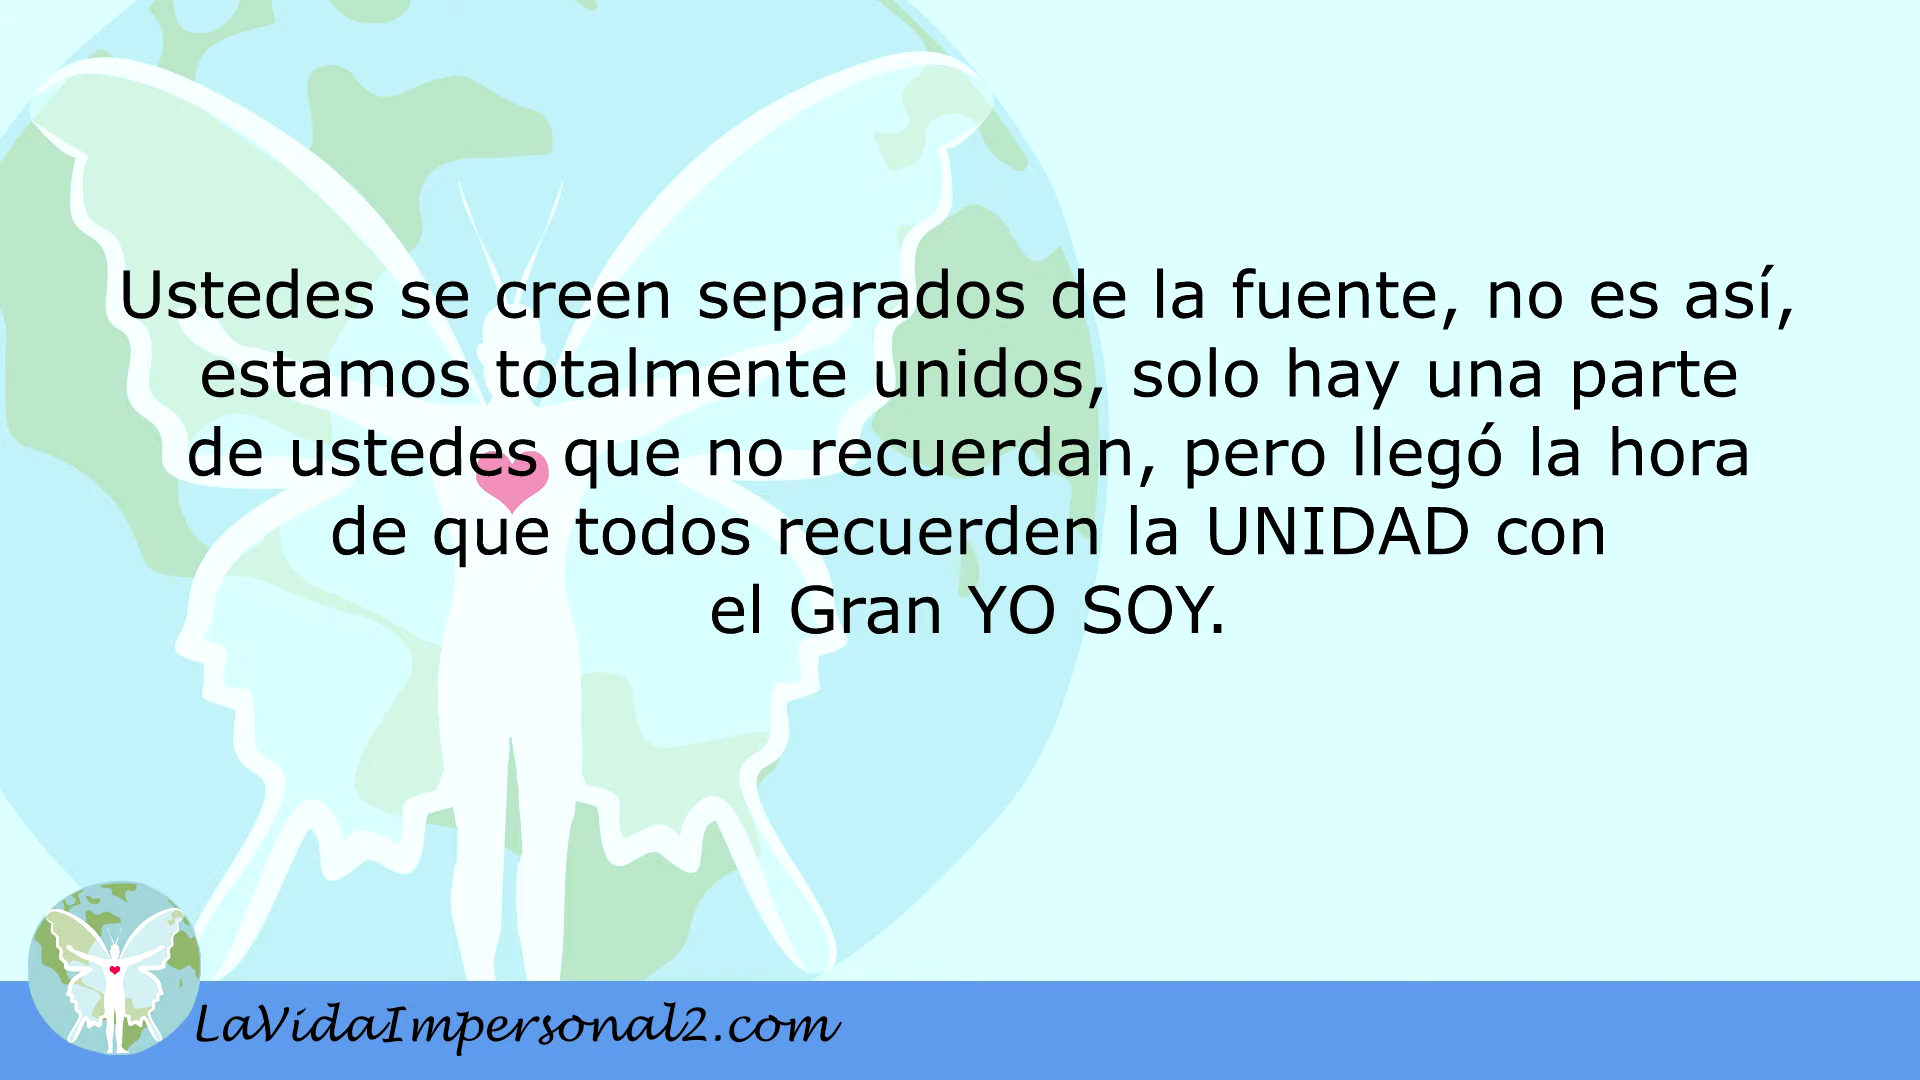 Ustedes se creen separados de la fuente, no es así,
estamos totalmente unidos, solo hay una parte
de ustedes que no recuerdan, pero llegó la hora
de que todos recuerden la UNIDAD con
el Gran YO SOY.
LaVidaImpersonal2.com